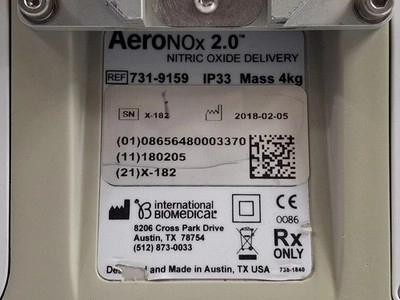 AeroNOx 2.0™
NITRIC OXIDE DELIVERY
REF 731-9159 IP33 Mass 4kg
SN X-182 2018-02-05
(01)08656480003370
(11)180205
(21)X-182
international
BIOMEDICAL
8206 Cross Park Drive
Austin, TX 78754
(512) 873-0033
CE
0086
Rx
ONLY
and Made in Austin, TX USA 738-1840